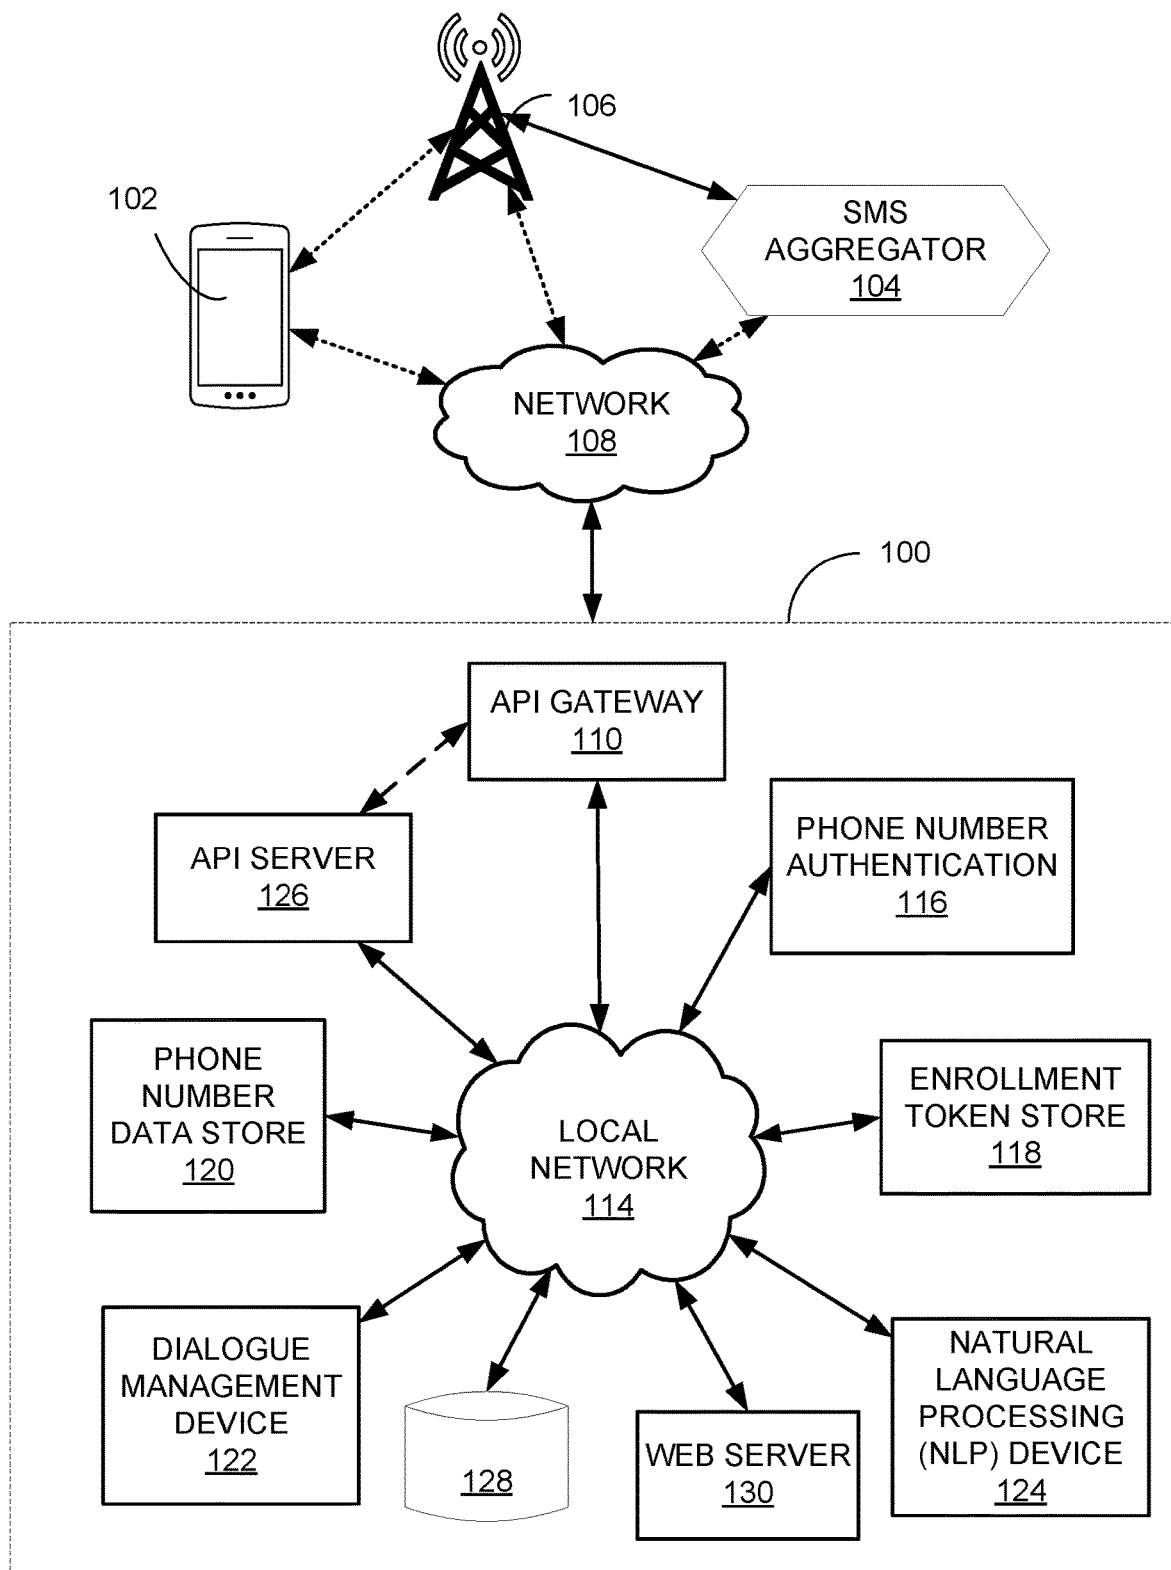 106
102
SMS
AGGREGATOR
104
NETWORK
108
100
API GATEWAY
110
PHONE NUMBER
AUTHENTICATION
116
API SERVER
126
PHONE
NUMBER
DATA STORE
120
LOCAL
NETWORK
114
ENROLLMENT
TOKEN STORE
118
DIALOGUE
MANAGEMENT
DEVICE
122
128
WEB SERVER
130
NATURAL
LANGUAGE
PROCESSING
(NLP) DEVICE
124